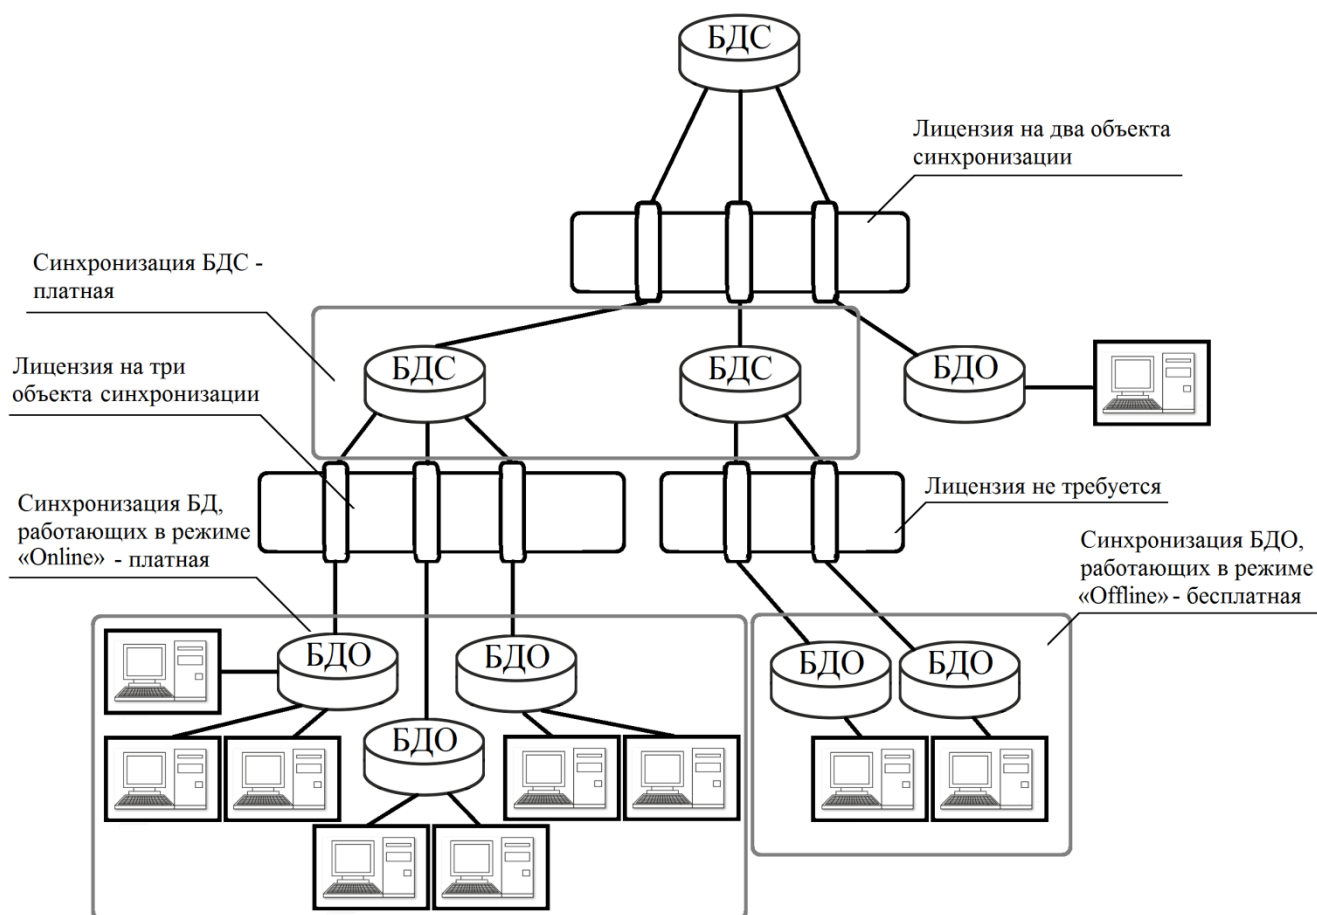 БДС
Лицензия на два объекта
синхронизации
Синхронизация БДС -
платная
БДС
БДС
БДО
Лицензия на три
объекта синхронизации
Лицензия не требуется
Синхронизация БД,
работающих в режиме
«Online» - платная
Синхронизация БДО,
работающих в режиме
«Offline» - бесплатная
БДО
БДО
БДО
БДО
БДО